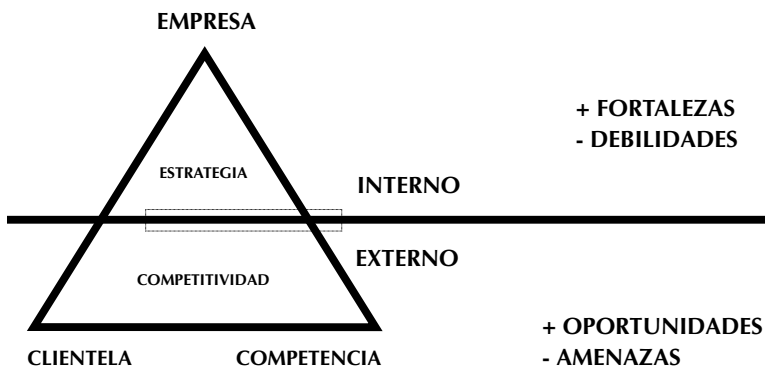 EMPRESA
+ FORTALEZAS
- DEBILIDADES
ESTRATEGIA
INTERNO
EXTERNO
COMPETITIVIDAD
+ OPORTUNIDADES
- AMENAZAS
CLIENTELA
COMPETENCIA